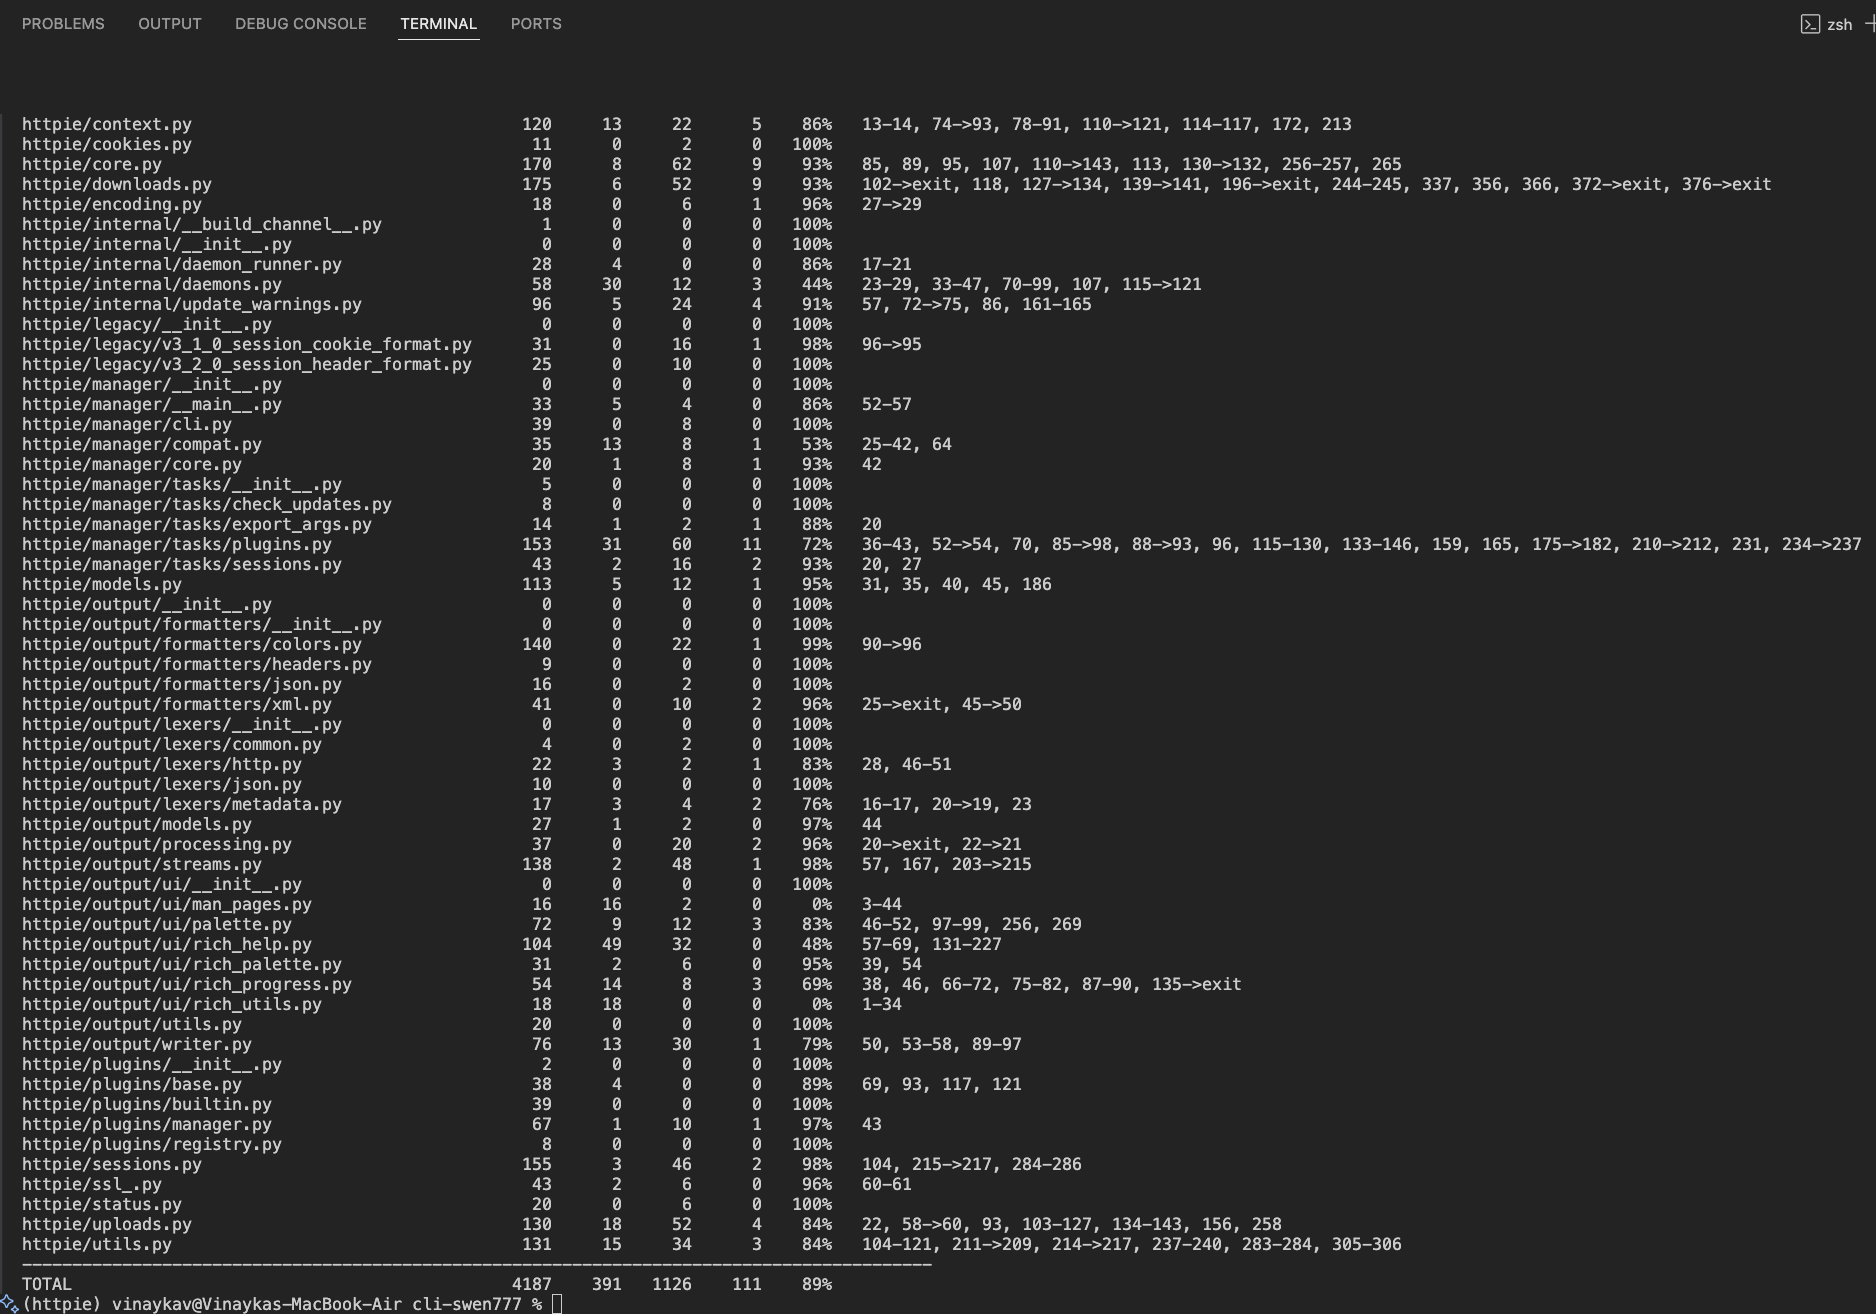 PROBLEMS OUTPUT DEBUG CONSOLE TERMINAL PORTS zsh
httpie/context.py 120 13 22 5 86% 13-14, 74->93, 78-91, 110->121, 114-117, 172, 213
httpie/cookies.py 11 0 2 0 100%
httpie/core.py 170 8 62 9 93% 85, 89, 95, 107, 110->143, 113, 130->132, 256-257, 265
httpie/downloads.py 175 6 52 9 93% 102->exit, 118, 127->134, 139->141, 196->exit, 244-245, 337, 356, 366, 372->exit, 376->exit
httpie/encoding.py 18 0 6 1 96% 27->29
httpie/internal/__build_channel__.py 1 0 0 0 100%
httpie/internal/__init__.py 0 0 0 0 100%
httpie/internal/daemon_runner.py 28 4 0 0 86% 17-21
httpie/internal/daemons.py 58 30 12 3 44% 23-29, 33-47, 70-99, 107, 115->121
httpie/internal/update_warnings.py 96 5 24 4 91% 57, 72->75, 86, 161-165
httpie/legacy/__init__.py 0 0 0 0 100%
httpie/legacy/v3_1_0_session_cookie_format.py 31 0 16 1 98% 96->95
httpie/legacy/v3_2_0_session_header_format.py 25 0 10 0 100%
httpie/manager/__init__.py 0 0 0 0 100%
httpie/manager/__main__.py 33 5 4 0 86% 52-57
httpie/manager/cli.py 39 0 8 0 100%
httpie/manager/compat.py 35 13 8 1 53% 25-42, 64
httpie/manager/core.py 20 1 8 1 93% 42
httpie/manager/tasks/__init__.py 5 0 0 0 100%
httpie/manager/tasks/check_updates.py 8 0 0 0 100%
httpie/manager/tasks/export_args.py 14 1 2 1 88% 20
httpie/manager/tasks/plugins.py 153 31 60 11 72% 36-43, 52->54, 70, 85->98, 88->93, 96, 115-130, 133-146, 159, 165, 175->182, 210->212, 231, 234->237
httpie/manager/tasks/sessions.py 43 2 16 2 93% 20, 27
httpie/models.py 113 5 12 1 95% 31, 35, 40, 45, 186
httpie/output/__init__.py 0 0 0 0 100%
httpie/output/formatters/__init__.py 0 0 0 0 100%
httpie/output/formatters/colors.py 140 0 22 1 99% 90->96
httpie/output/formatters/headers.py 9 0 0 0 100%
httpie/output/formatters/json.py 16 0 2 0 100%
httpie/output/formatters/xml.py 41 0 10 2 96% 25->exit, 45->50
httpie/output/lexers/__init__.py 0 0 0 0 100%
httpie/output/lexers/common.py 4 0 2 0 100%
httpie/output/lexers/http.py 22 3 2 1 83% 28, 46-51
httpie/output/lexers/json.py 10 0 0 0 100%
httpie/output/lexers/metadata.py 17 3 4 2 76% 16-17, 20->19, 23
httpie/output/models.py 27 1 2 0 97% 44
httpie/output/processing.py 37 0 20 2 96% 20->exit, 22->21
httpie/output/streams.py 138 2 48 1 98% 57, 167, 203->215
httpie/output/ui/__init__.py 0 0 0 0 100%
httpie/output/ui/man_pages.py 16 16 2 0 0% 3-44
httpie/output/ui/palette.py 72 9 12 3 83% 46-52, 97-99, 256, 269
httpie/output/ui/rich_help.py 104 49 32 0 48% 57-69, 131-227
httpie/output/ui/rich_palette.py 31 2 6 0 95% 39, 54
httpie/output/ui/rich_progress.py 54 14 8 3 69% 38, 46, 66-72, 75-82, 87-90, 135->exit
httpie/output/ui/rich_utils.py 18 18 0 0 0% 1-34
httpie/output/utils.py 20 0 0 0 100%
httpie/output/writer.py 76 13 30 1 79% 50, 53-58, 89-97
httpie/plugins/__init__.py 2 0 0 0 100%
httpie/plugins/base.py 38 4 0 0 89% 69, 93, 117, 121
httpie/plugins/builtin.py 39 0 0 0 100%
httpie/plugins/manager.py 67 1 10 1 97% 43
httpie/plugins/registry.py 8 0 0 0 100%
httpie/sessions.py 155 3 46 2 98% 104, 215->217, 284-286
httpie/ssl_.py 43 2 6 0 96% 60-61
httpie/status.py 20 0 6 0 100%
httpie/uploads.py 130 18 52 4 84% 22, 58->60, 93, 103-127, 134-143, 156, 258
httpie/utils.py 131 15 34 3 84% 104-121, 211->209, 214->217, 237-240, 283-284, 305-306
-------------------------------------------------------------------------------------------
TOTAL 4187 391 1126 111 89%
(httpie) vinaykav@Vinaykas-MacBook-Air cli-swen777 %